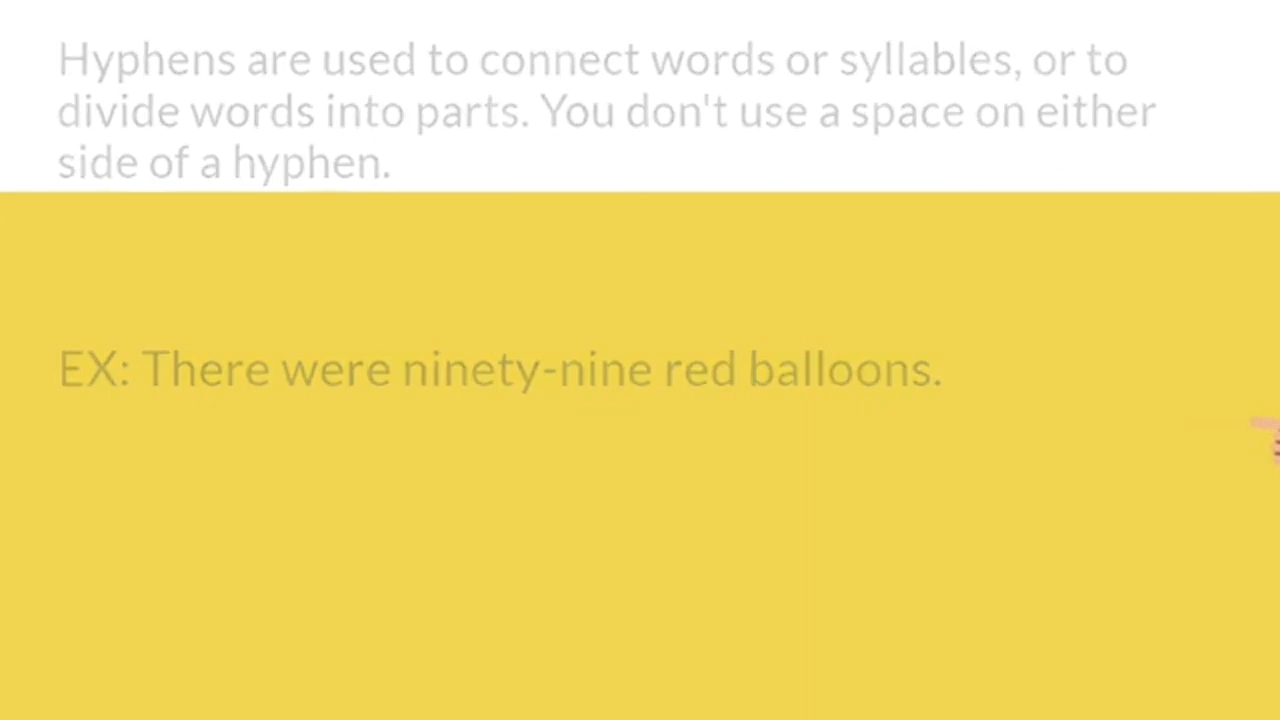 Hyphens are used to connect words or syllables, or to
divide words into parts. You don't use a space on either
side of a hyphen.
EX: There were ninety-nine red balloons.